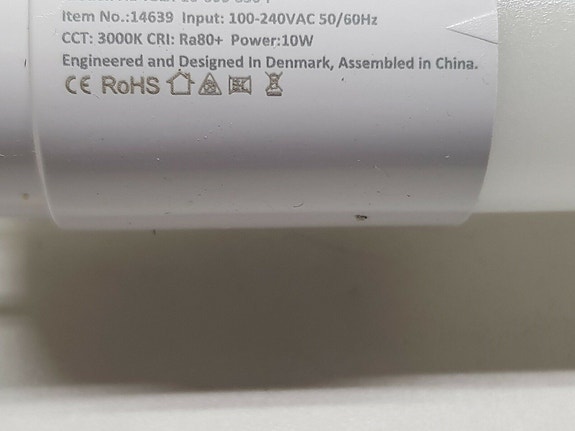 Item No.:14639 Input: 100-240VAC 50/60Hz
CCT: 3000K CRI: Ra80+ Power:10W
Engineered and Designed In Denmark, Assembled in China.
CE RoHS